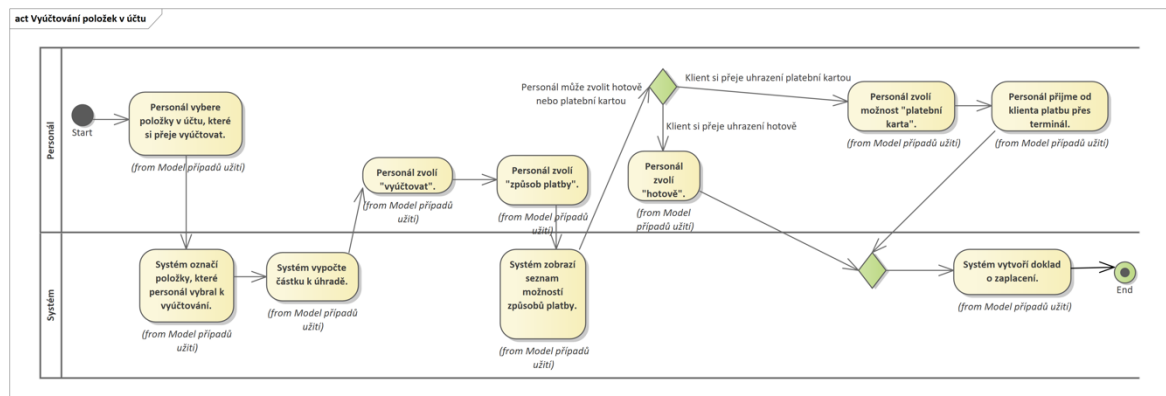 act Vyúčtování položek v účtu
Personál
Start
Personál vybere
položky v účtu, které
si přeje vyúčtovat.
(from Model případů užití)
Personál zvolí
"vyúčtovat".
(from Model případů
užití)
Personál zvolí
"způsob platby".
(from Model případů
užití)
Personál může zvolit hotově
nebo platební kartou
Klient si přeje uhrazení platební kartou
Klient si přeje uhrazení hotově
Personál
zvolí
"hotově".
(from Model
případů užití)
Personál zvolí
možnost "platební
karta".
(from Model případů
užití)
Personál přijme od
klienta platbu přes
terminál.
(from Model případů užití)
Systém
Systém označí
položky, které
personál vybral k
vyúčtování.
(from Model případů
užití)
Systém vypočte
částku k úhradě.
(from Model případů
užití)
Systém zobrazí
seznam
možností
způsobů platby.
(from Model případů
užití)
Systém vytvoří doklad
o zaplacení.
(from Model případů
užití)
End